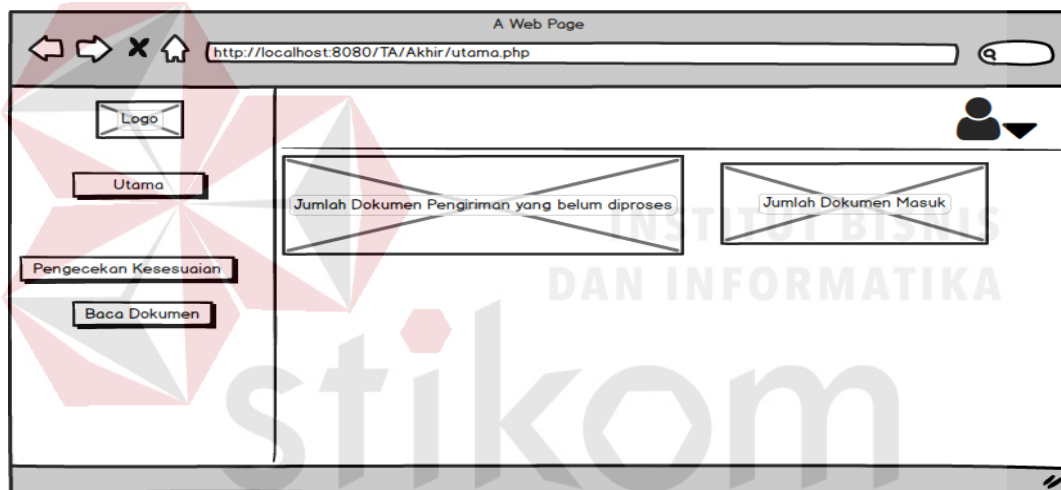 A Web Page
http://localhost:8080/TA/Akhir/utama.php
Logo
Utama
Pengecekan Kesesuaian
Baca Dokumen
Jumlah Dokumen Pengiriman yang belum diproses
Jumlah Dokumen Masuk
INSTITUT BISNIS
DAN INFORMATIKA
stikom